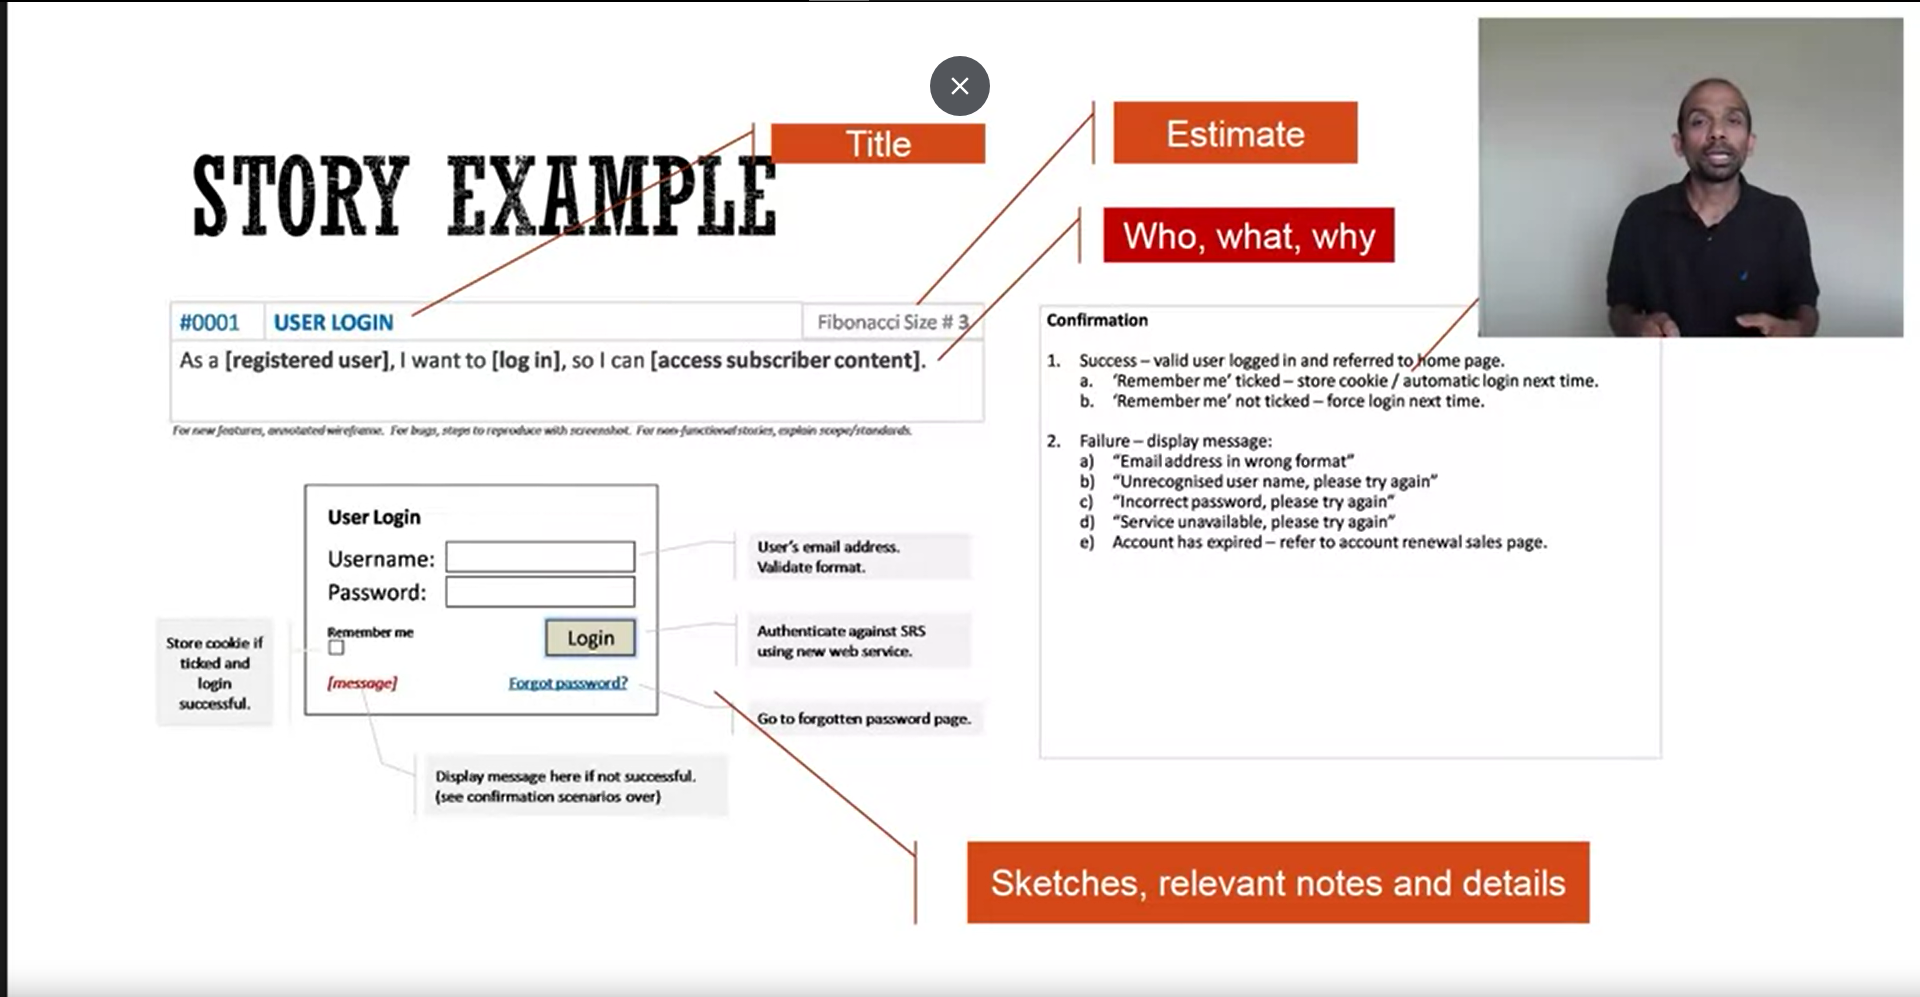 Title
Estimate
STORY EXAMPLE
Who, what, why
#0001 USER LOGIN Fibonacci Size # 3
As a [registered user], I want to [log in], so I can [access subscriber content].
For new features, annotated wireframe. For bugs, steps to reproduce with screenshot. For non-functional stories, explain scope/standards.
User Login
Username:
Password:
Remember me
Login
[message]
Forgot password?
Store cookie if
ticked and
login
successful.
User's email address.
Validate format.
Authenticate against SRS
using new web service.
Go to forgotten password page.
Display message here if not successful.
(see confirmation scenarios over)
Confirmation
1. Success – valid user logged in and referred to home page.
a. ‘Remember me’ ticked – store cookie / automatic login next time.
b. ‘Remember me’ not ticked – force login next time.
2. Failure – display message:
a) “Email address in wrong format”
b) “Unrecognised user name, please try again”
c) “Incorrect password, please try again”
d) “Service unavailable, please try again”
e) Account has expired – refer to account renewal sales page.
Sketches, relevant notes and details